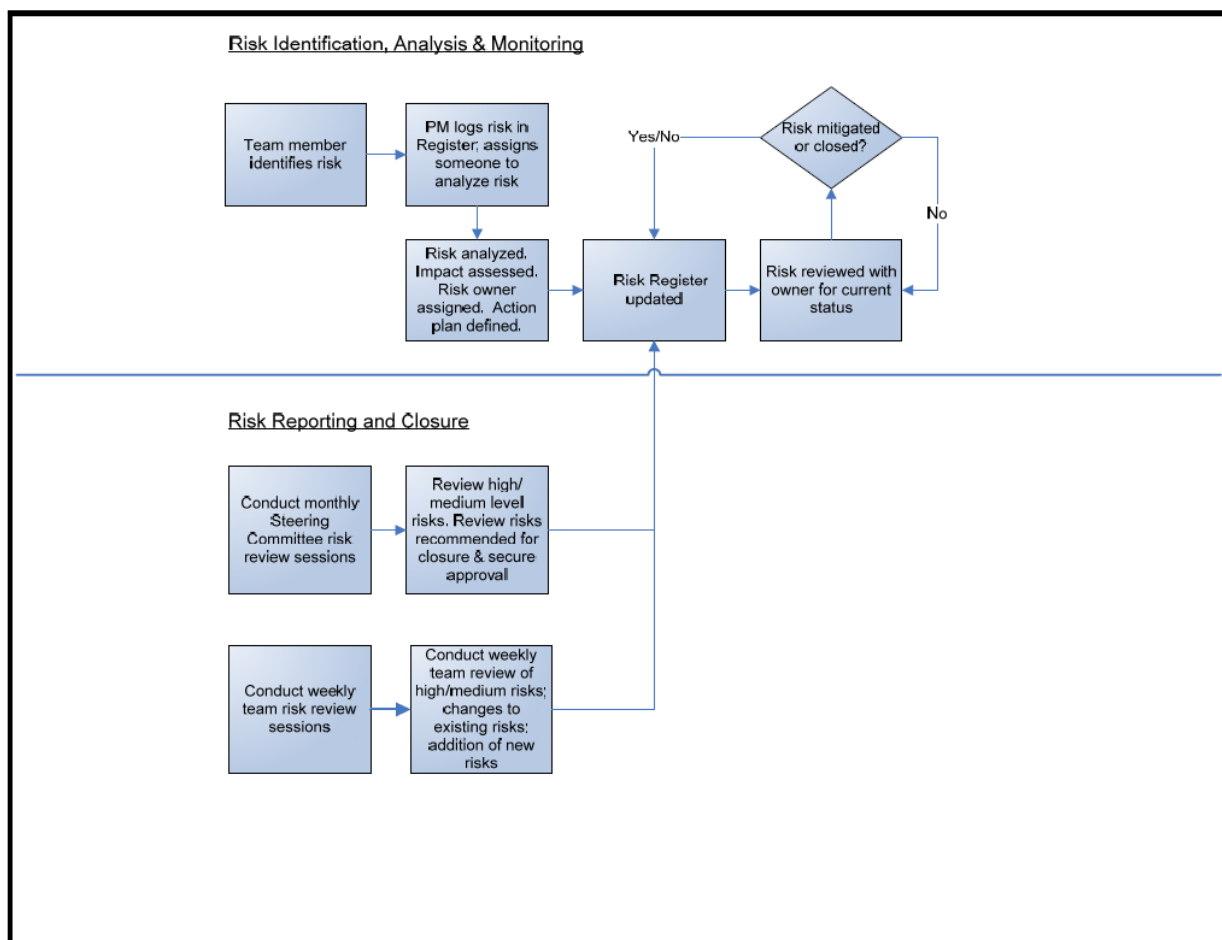 Risk Identification, Analysis & Monitoring
Team member
identifies risk
PM logs risk in
Register; assigns
someone to
analyze risk
Yes/No
Risk mitigated
or closed?
No
Risk analyzed.
Impact assessed.
Risk owner
assigned. Action
plan defined.
Risk Register
updated
Risk reviewed with
owner for current
status
Risk Reporting and Closure
Conduct monthly
Steering
Committee risk
review sessions
Review high/
medium level
risks. Review risks
recommended for
closure & secure
approval
Conduct weekly
team risk review
sessions
Conduct weekly
team review of
high/medium risks;
changes to
existing risks;
addition of new
risks